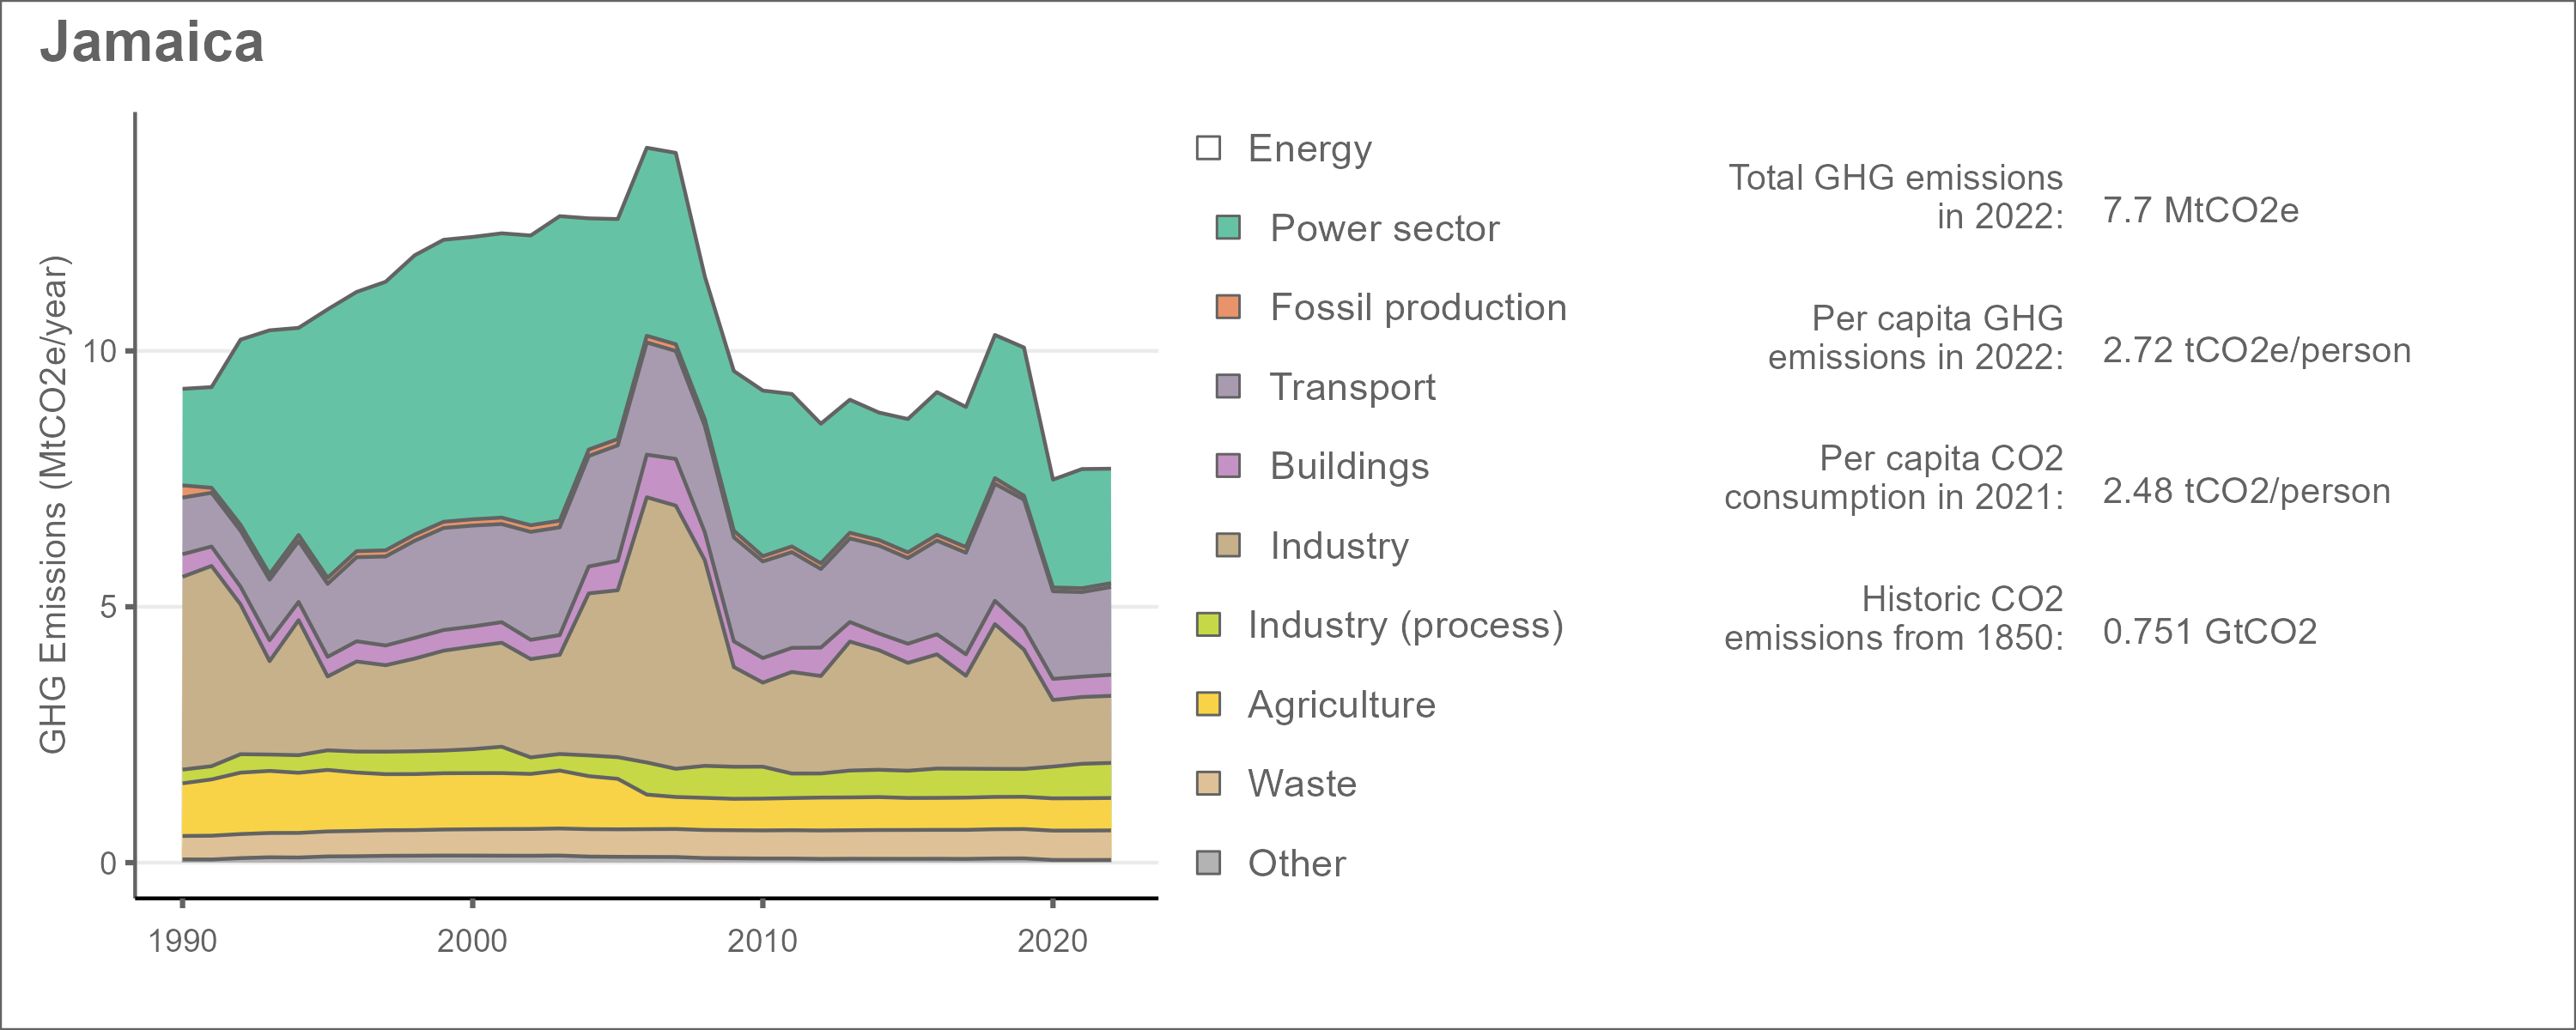 Jamaica
GHG Emissions (MtCO2e/year)
10
5
0
1990
2000
2010
2020
Energy
Power sector
Fossil production
Transport
Buildings
Industry
Industry (process)
Agriculture
Waste
Other
Total GHG emissions
in 2022:
7.7 MtCO2e
Per capita GHG
emissions in 2022:
2.72 tCO2e/person
Per capita CO2
consumption in 2021:
2.48 tCO2/person
Historic CO2
emissions from 1850:
0.751 GtCO2